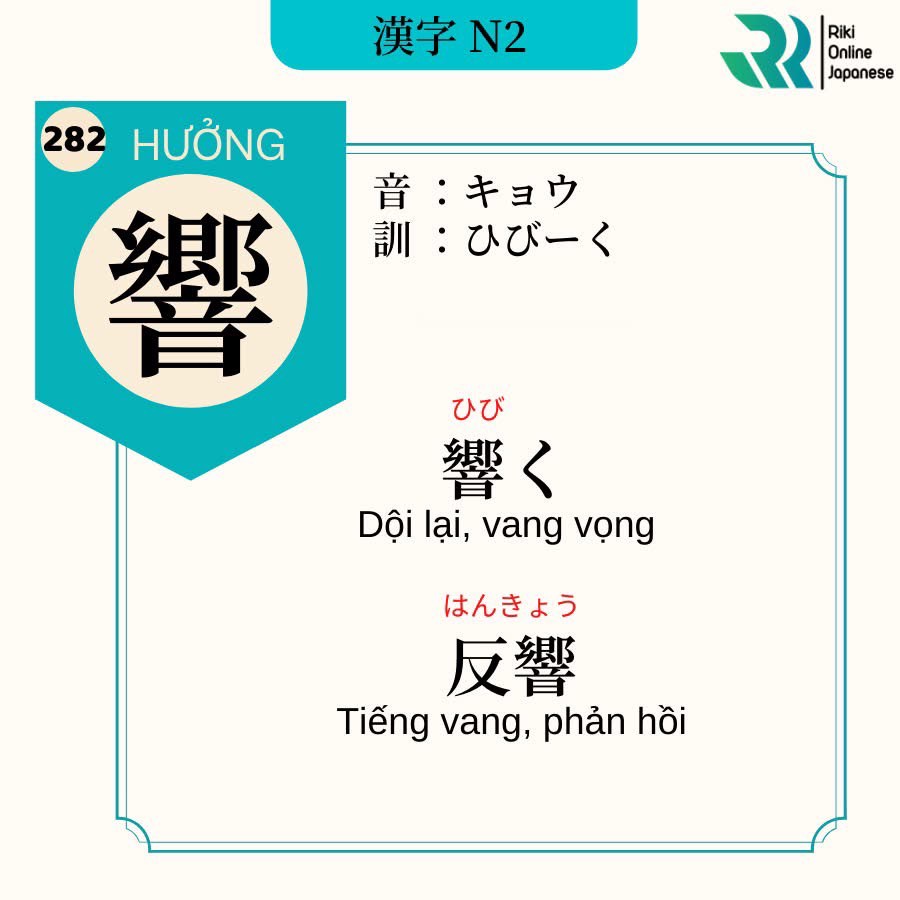 漢字 N2
Riki
Online
Japanese
282 HƯỞNG
響
音：キョウ
訓：ひびーく
ひび
響く
Dội lại, vang vọng
はんきょう
反響
Tiếng vang, phản hồi